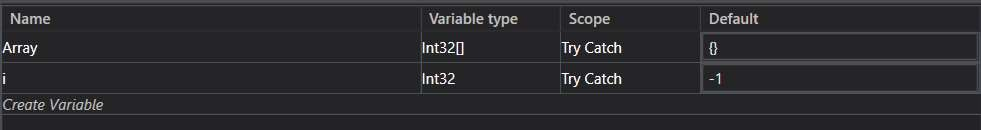 Name Variable type Scope Default
Array Int32[] Try Catch {}
i Int32 Try Catch -1
Create Variable